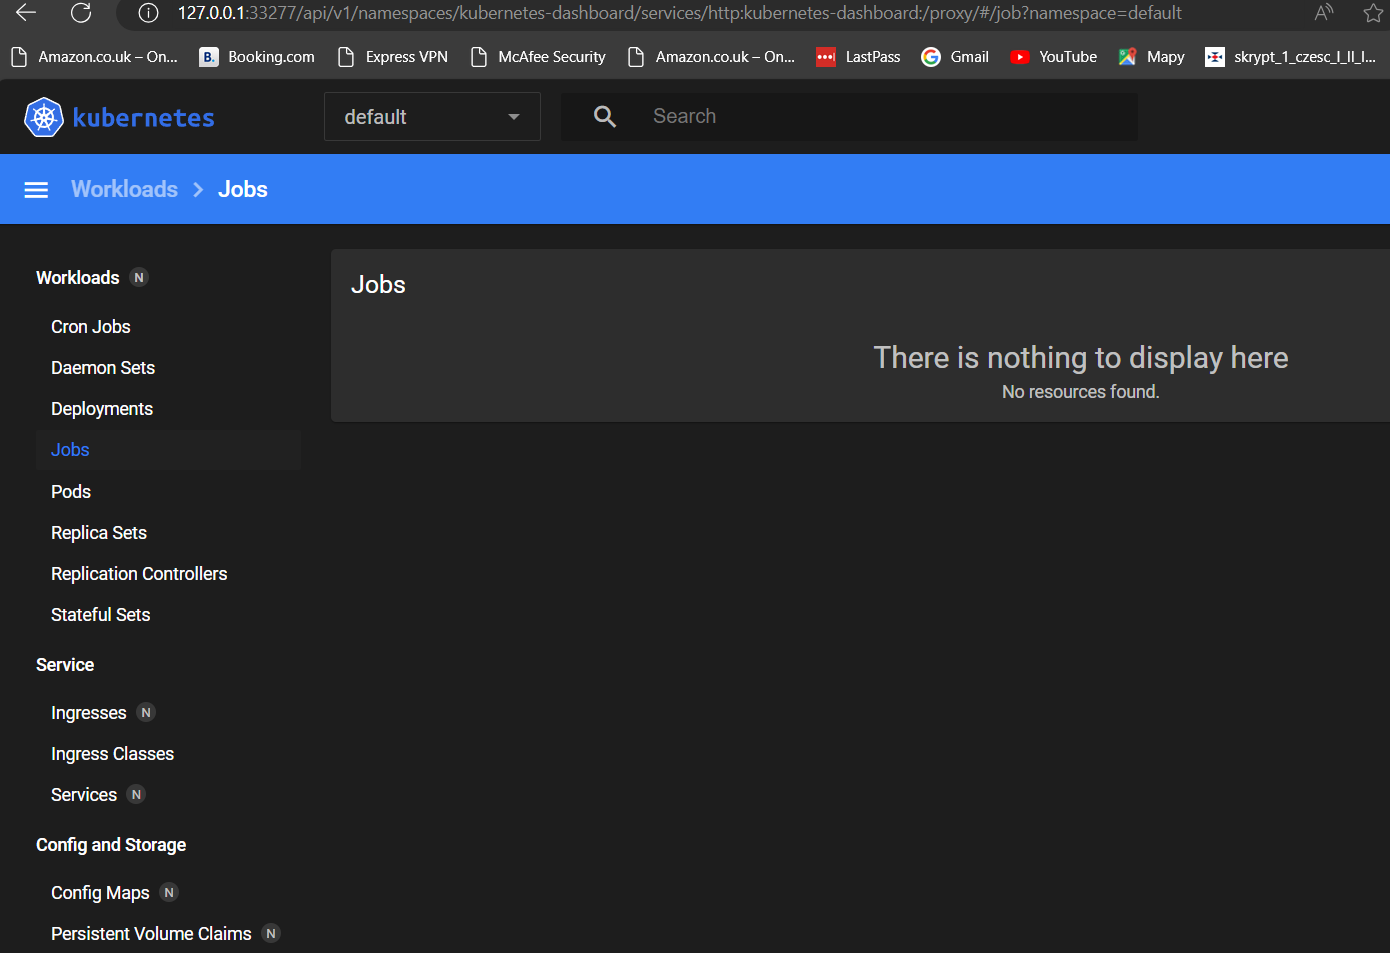 127.0.0.1:33277/api/v1/namespaces/kubernetes-dashboard/services/http:kubernetes-dashboard:/proxy/#/job?namespace=default
Amazon.co.uk – On... Booking.com Express VPN McAfee Security Amazon.co.uk – On... LastPass Gmail YouTube Mapy skrypt_1_czesc_I_II_I...
kubernetes default Search
Workloads Jobs
Workloads N
Cron Jobs
Daemon Sets
Deployments
Jobs
Pods
Replica Sets
Replication Controllers
Stateful Sets
Service
Ingresses N
Ingress Classes
Services N
Config and Storage
Config Maps N
Persistent Volume Claims N
Jobs
There is nothing to display here
No resources found.